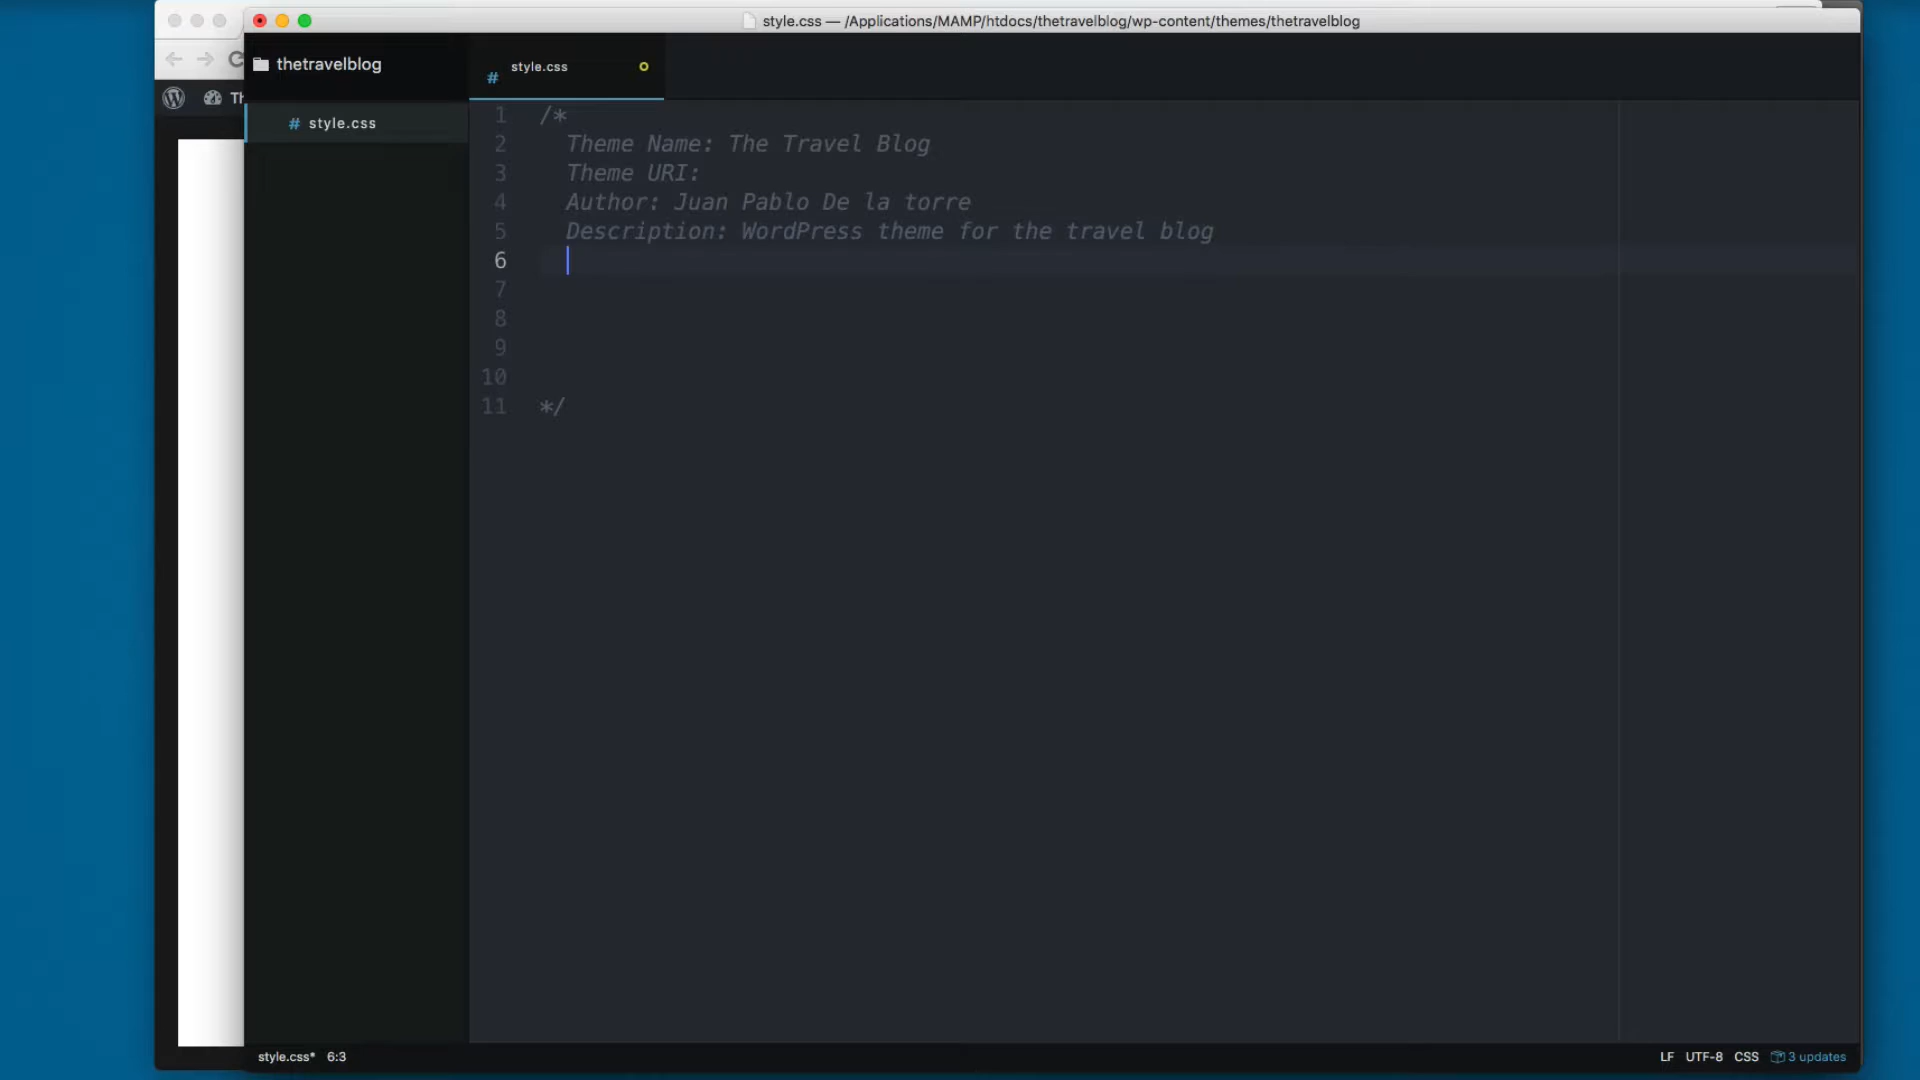 style.css — /Applications/MAMP/htdocs/thetravelblog/wp-content/themes/thetravelblog
thetravelblog
# style.css
# style.css
Th
1 /*
2 Theme Name: The Travel Blog
3 Theme URI:
4 Author: Juan Pablo De la torre
5 Description: WordPress theme for the travel blog
6
7
8
9
10
11 */
style.css* 6:3
LF UTF-8 CSS 3 updates